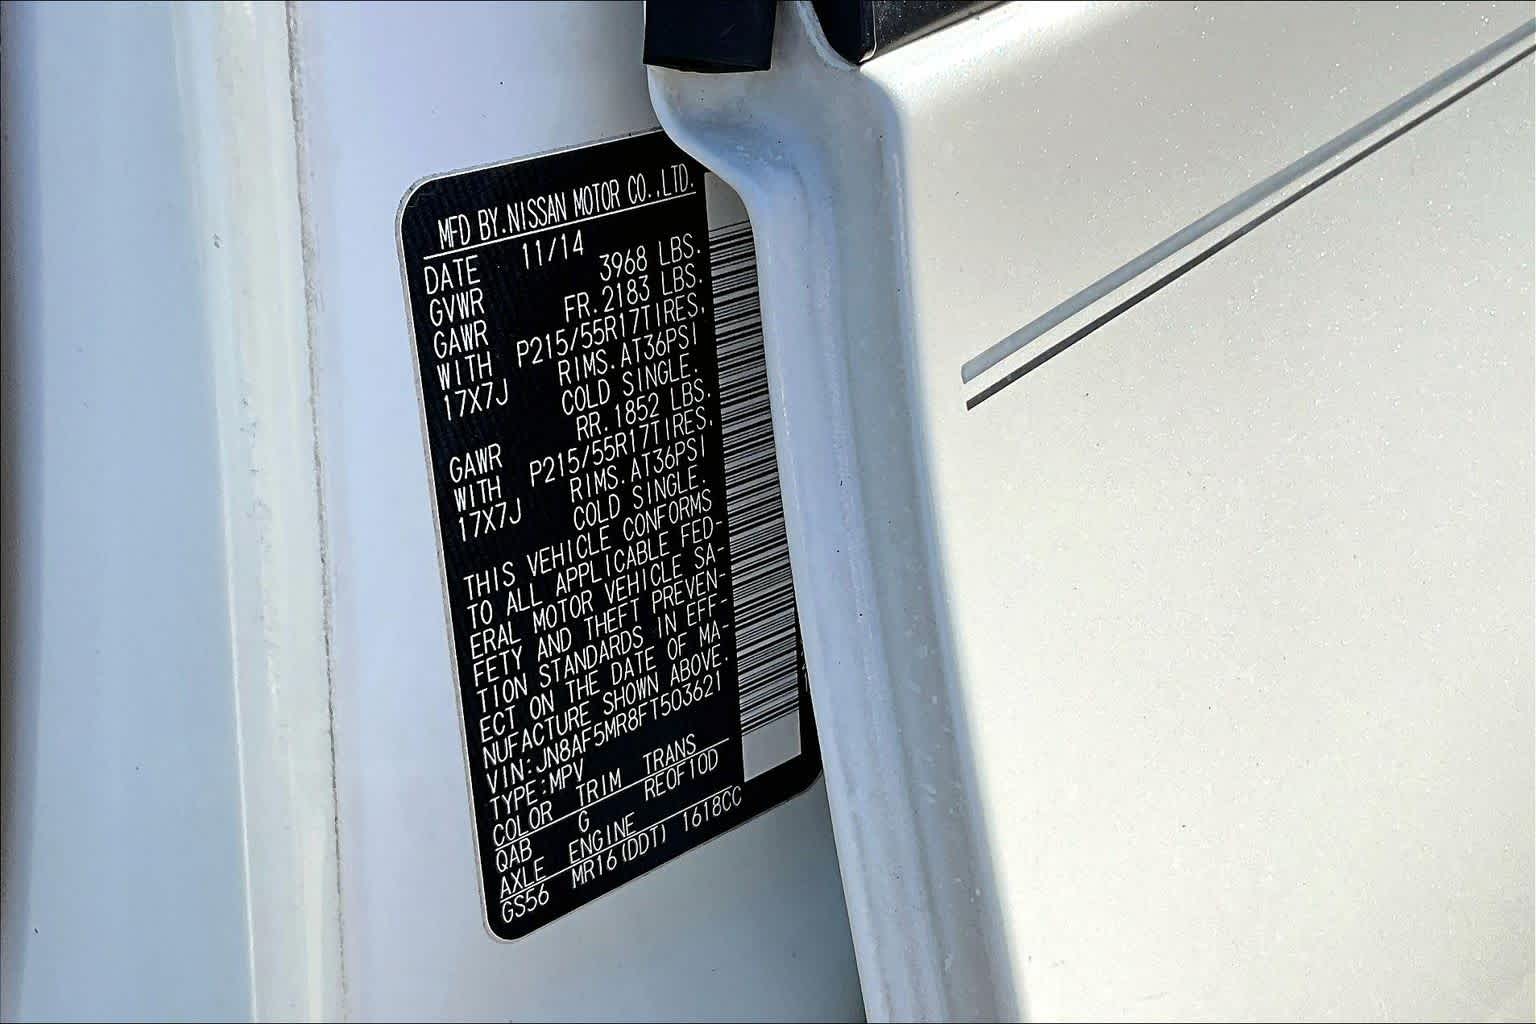 MFD BY.NISSAN MOTOR CO.,LTD.
DATE 11/14
GVWR 3968 LBS.
GAWR FR.2183 LBS.
WITH P215/55R17TIRES,
17X7J RIMS.AT36PSI
COLD SINGLE.
GAWR RR.1852 LBS.
WITH P215/55R17TIRES,
17X7J RIMS.AT36PSI
COLD SINGLE.
THIS VEHICLE CONFORMS
TO ALL APPLICABLE FED-
ERAL MOTOR VEHICLE SA-
FETY AND THEFT PREVEN-
TION STANDARDS IN EFF-
ECT ON THE DATE OF MA-
NUFACTURE SHOWN ABOVE.
VIN:JN8AF5MR8FT503621
TYPE:MPV
COLOR TRIM TRANS
QAB G RE0F10D
AXLE ENGINE
GS56 MR16(DDT) 1618CC